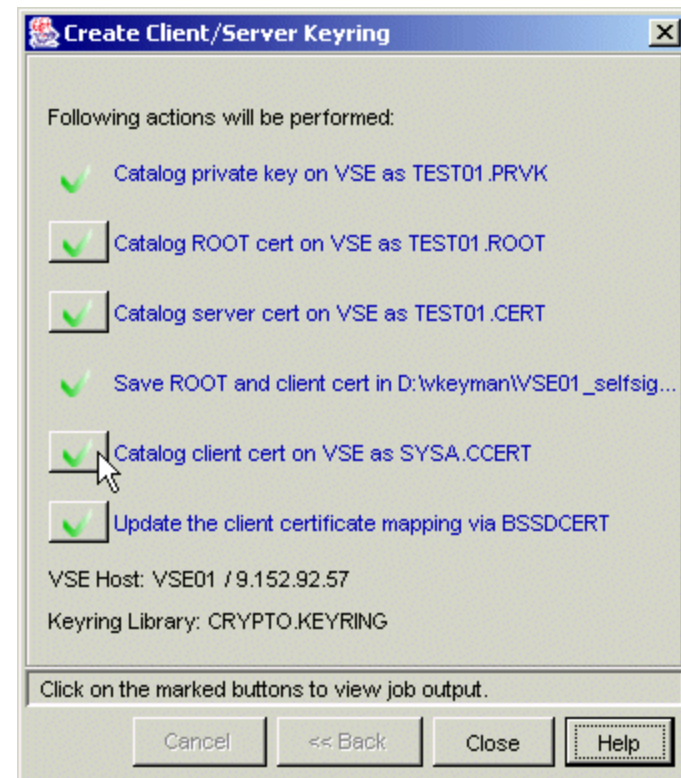 Create Client/Server Keyring
Following actions will be performed:
Catalog private key on VSE as TEST01.PRVK
Catalog ROOT cert on VSE as TEST01.ROOT
Catalog server cert on VSE as TEST01.CERT
Save ROOT and client cert in D:\vkeyman\VSE01_selfsig...
Catalog client cert on VSE as SYSA.CCERT
Update the client certificate mapping via BSSDCERT
VSE Host: VSE01 / 9.152.92.57
Keyring Library: CRYPTO.KEYRING
Click on the marked buttons to view job output.
Cancel << Back Close Help